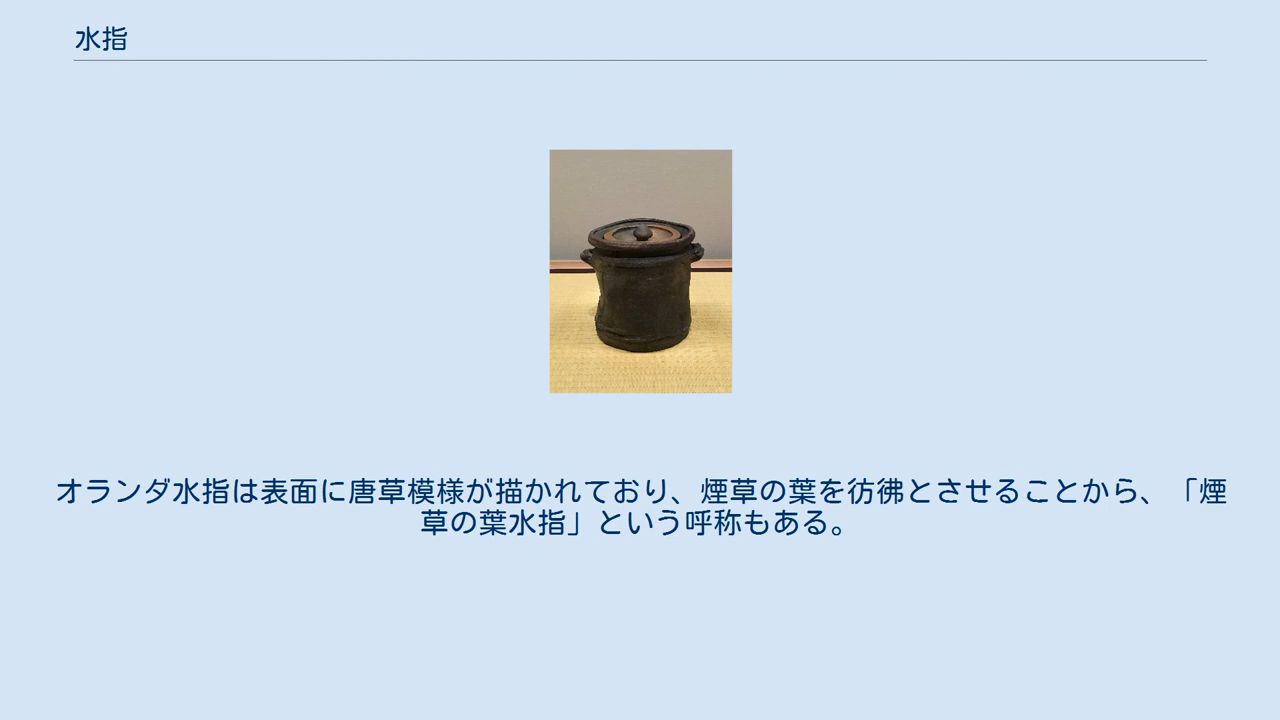 水指
オランダ水指は表面に唐草模様が描かれており、煙草の葉を彷彿とさせることから、「煙
草の葉水指」という呼称もある。